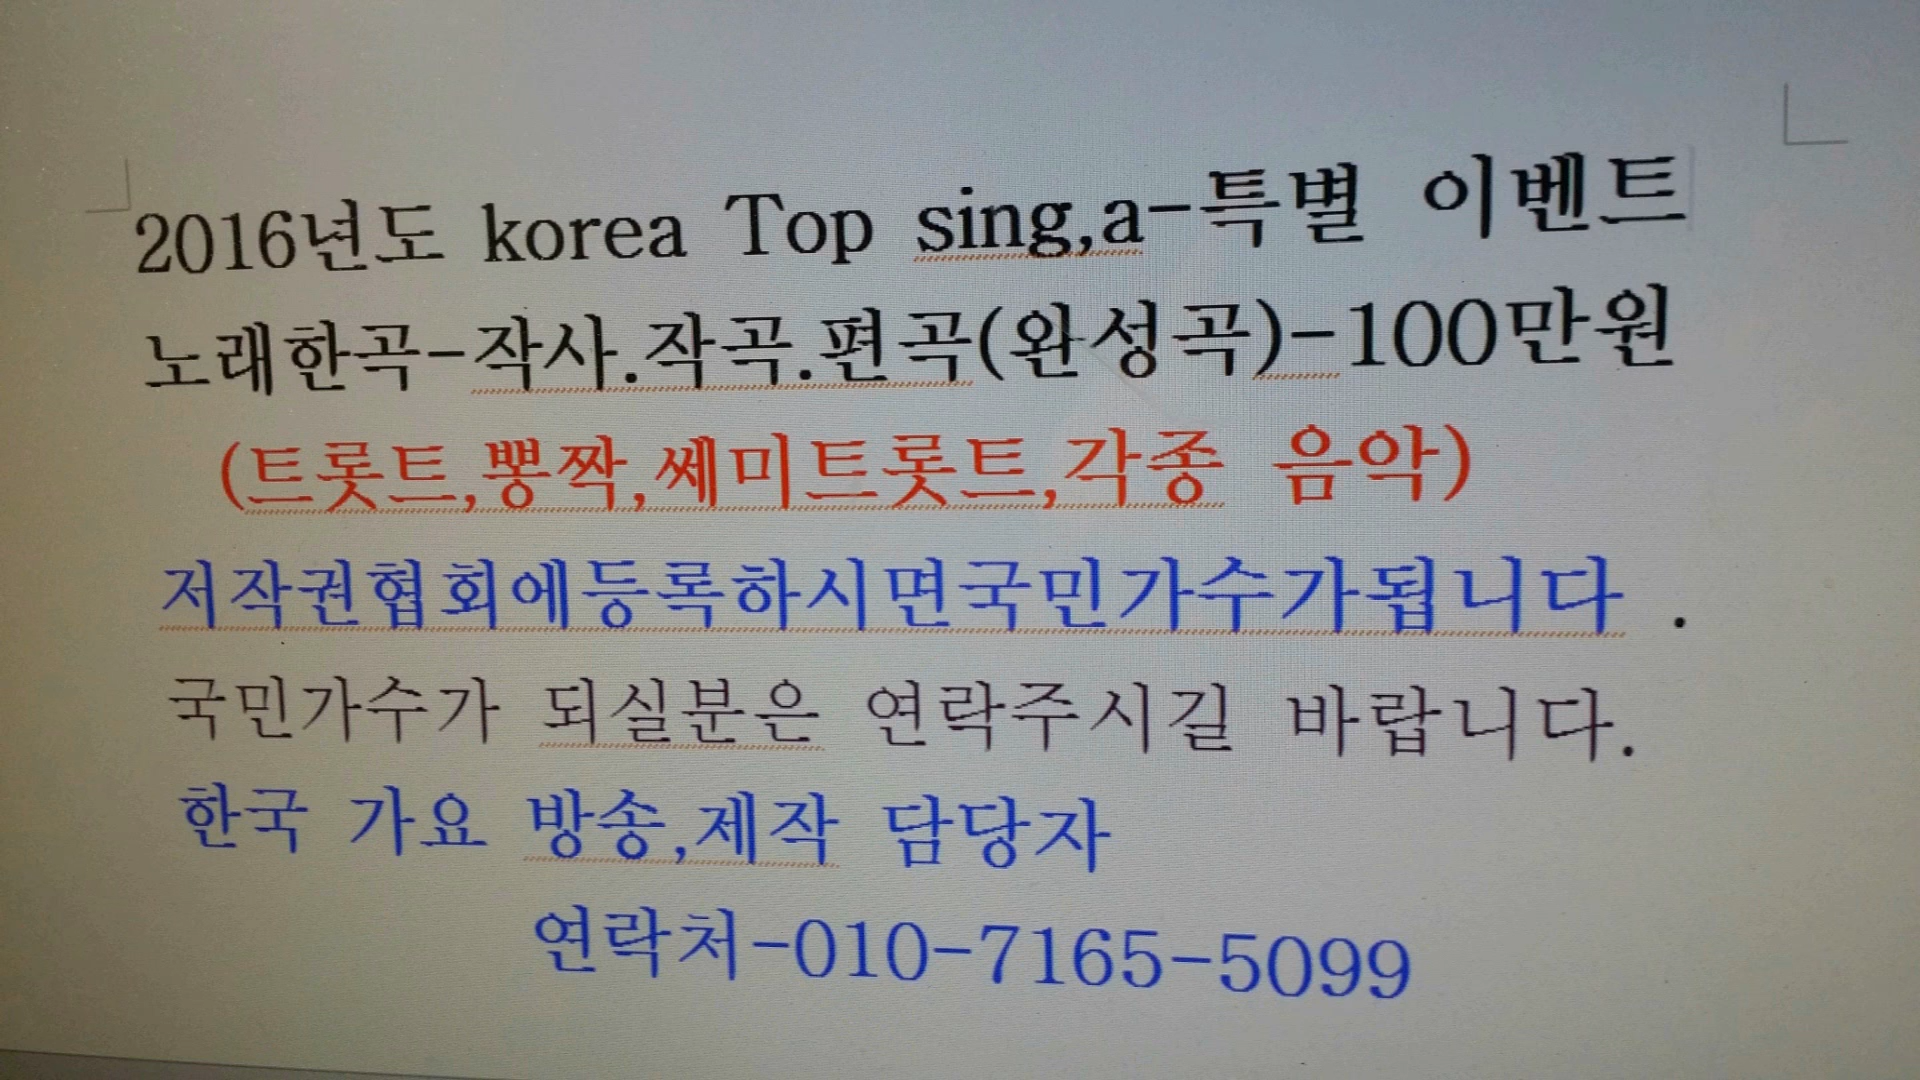 2016년도 korea Top sing,a-특별 이벤트
노래한곡-작사.작곡.편곡(완성곡)-100만원
(트롯트,뽕짝,쎄미트롯트,각종 음악)
저작권협회에등록하시면국민가수가됩니다 .
국민가수가 되실분은 연락주시길 바랍니다.
한국 가요 방송,제작 담당자
연락처-010-7165-5099